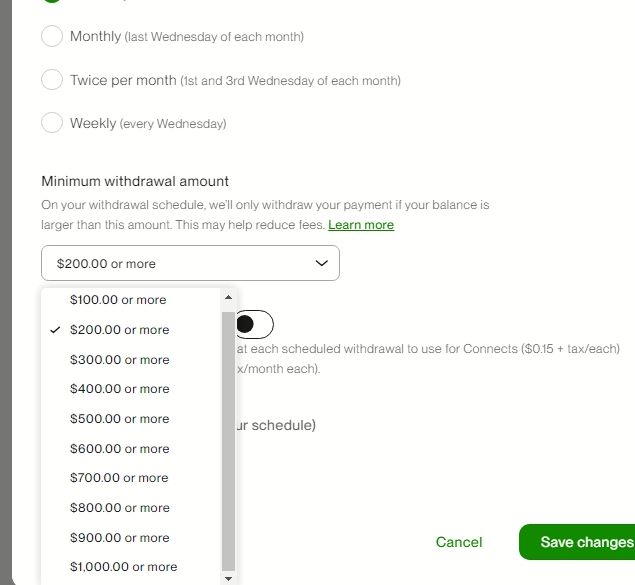 Monthly (last Wednesday of each month)
Twice per month (1st and 3rd Wednesday of each month)
Weekly (every Wednesday)
Minimum withdrawal amount
On your withdrawal schedule, we'll only withdraw your payment if your balance is
larger than this amount. This may help reduce fees. Learn more
$200.00 or more
$100.00 or more
$200.00 or more
$300.00 or more
at each scheduled withdrawal to use for Connects ($0.15 + tax/each)
x/month each).
$400.00 or more
$500.00 or more
ur schedule)
$600.00 or more
$700.00 or more
$800.00 or more
$900.00 or more
$1,000.00 or more
Cancel
Save changes